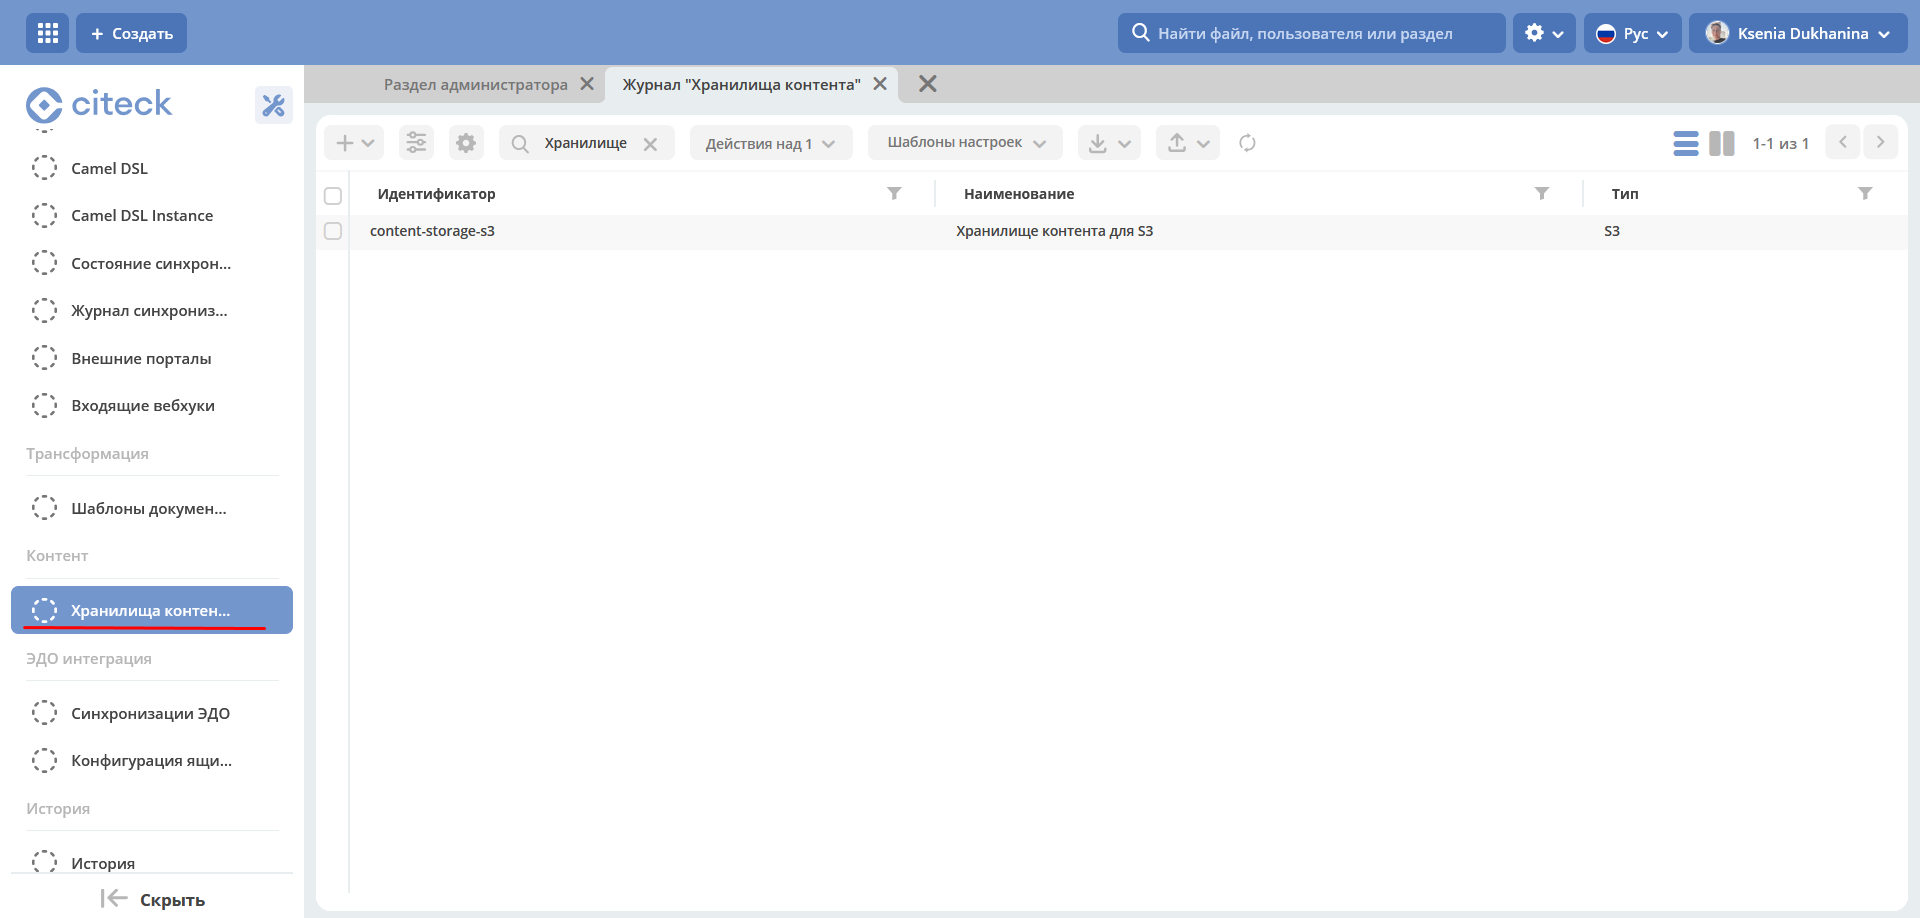 Создать
Найти файл, пользователя или раздел
Рус
Ksenia Dukhanina
citeck
Раздел администратора
Журнал "Хранилища контента"
Хранилище
Действия над 1
Шаблоны настроек
1-1 из 1
Идентификатор
Наименование
Тип
content-storage-s3
Хранилище контента для S3
S3
Camel DSL
Camel DSL Instance
Состояние синхрон...
Журнал синхрониз...
Внешние порталы
Входящие вебхуки
Трансформация
Шаблоны докумен...
Контент
Хранилища контен...
ЭДО интеграция
Синхронизации ЭДО
Конфигурация ящи...
История
История
Скрыть